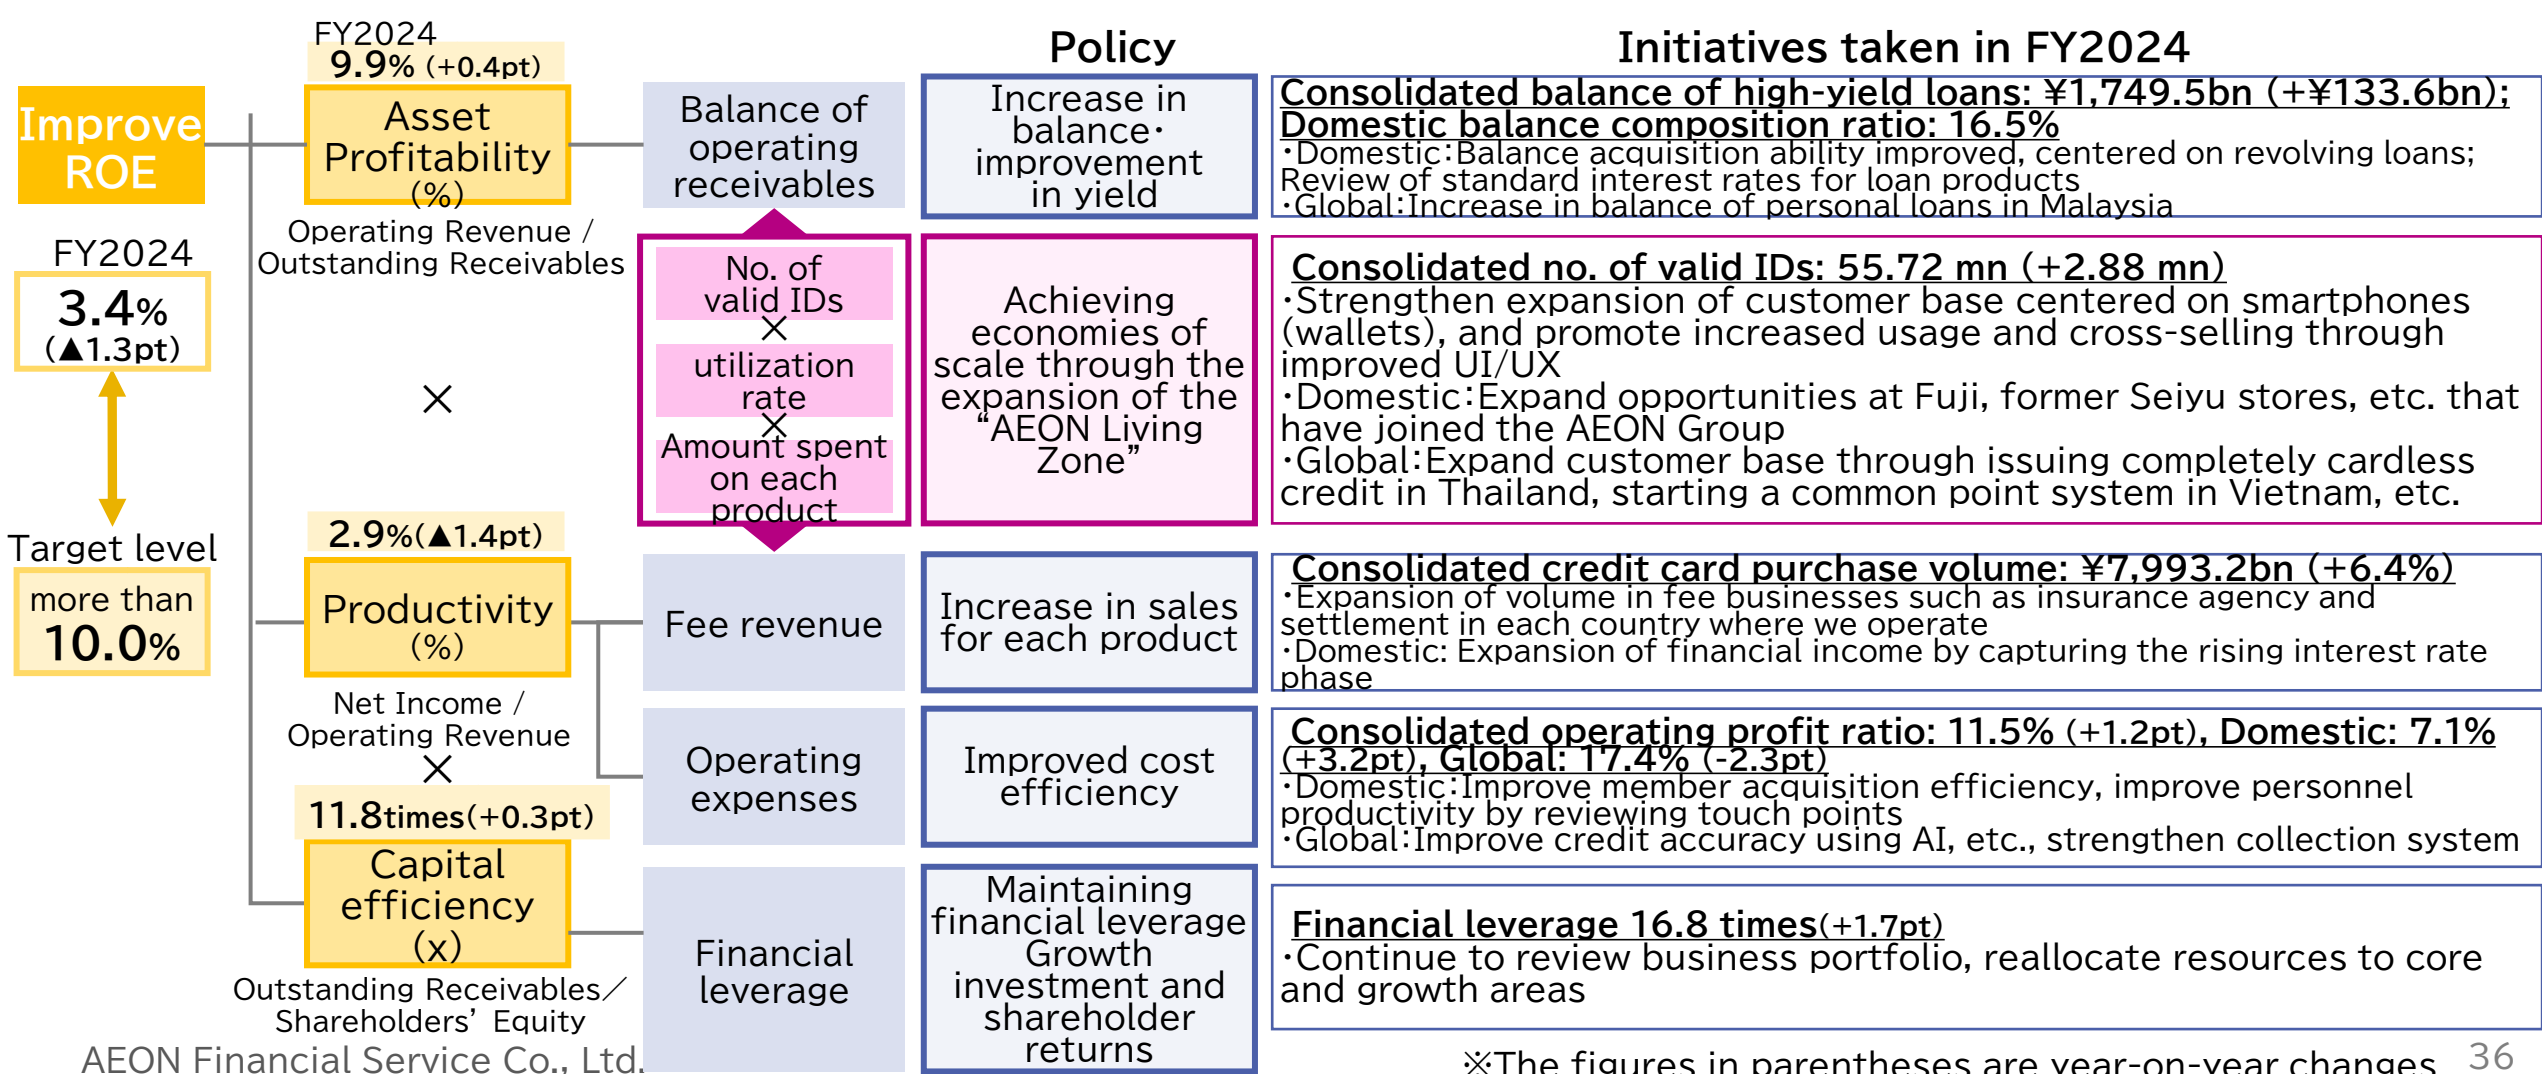 FY2024
9.9% (+0.4pt)
Policy
Initiatives taken in FY2024
Improve
ROE
Asset
Profitability
(%)
Operating Revenue /
Outstanding Receivables
FY2024
3.4%
(▲1.3pt)
Target level
more than
10.0%
×
2.9%(▲1.4pt)
Productivity
(%)
Net Income /
Operating Revenue
×
11.8times(+0.3pt)
Capital
efficiency
(x)
Outstanding Receivables／
Shareholders’ Equity
Balance of
operating
receivables
No. of
valid IDs
×
utilization
rate
×
Amount spent
on each
product
Fee revenue
Operating
expenses
Financial
leverage
Increase in
balance・
improvement
in yield
Achieving
economies of
scale through the
expansion of the
“AEON Living
Zone”
Increase in sales
for each product
Improved cost
efficiency
Maintaining
financial leverage
Growth
investment and
shareholder
returns
Consolidated balance of high-yield loans: ¥1,749.5bn (+¥133.6bn);
Domestic balance composition ratio: 16.5%
・Domestic：Balance acquisition ability improved, centered on revolving loans;
Review of standard interest rates for loan products
・Global：Increase in balance of personal loans in Malaysia
Consolidated no. of valid IDs: 55.72 mn (+2.88 mn)
・Strengthen expansion of customer base centered on smartphones
(wallets), and promote increased usage and cross-selling through
improved UI/UX
・Domestic：Expand opportunities at Fuji, former Seiyu stores, etc. that
have joined the AEON Group
・Global：Expand customer base through issuing completely cardless
credit in Thailand, starting a common point system in Vietnam, etc.
Consolidated credit card purchase volume: ¥7,993.2bn (+6.4%)
・Expansion of volume in fee businesses such as insurance agency and
settlement in each country where we operate
・Domestic: Expansion of financial income by capturing the rising interest rate
phase
Consolidated operating profit ratio: 11.5% (+1.2pt), Domestic: 7.1%
(+3.2pt), Global: 17.4% (-2.3pt)
・Domestic：Improve member acquisition efficiency, improve personnel
productivity by reviewing touch points
・Global：Improve credit accuracy using AI, etc., strengthen collection system
Financial leverage 16.8 times(+1.7pt)
・Continue to review business portfolio, reallocate resources to core
and growth areas
AEON Financial Service Co., Ltd.
※The figures in parentheses are year-on-year changes
36